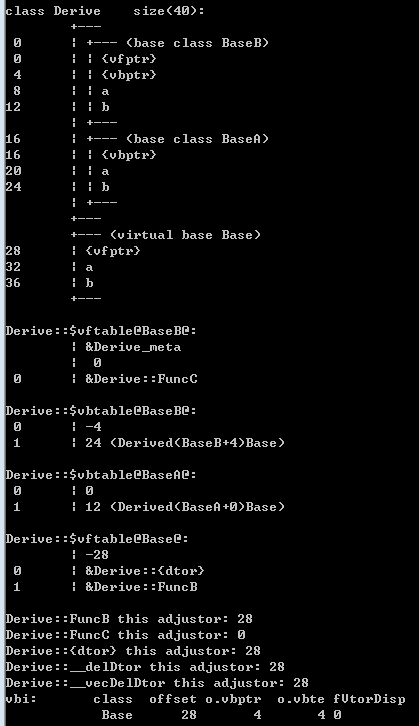 class Derive    size(40):
        +---
 0      ¦ +--- (base class BaseB)
 0      ¦ ¦ {vfptr}
 4      ¦ ¦ {vbptr}
 8      ¦ ¦ a
12      ¦ ¦ b
        ¦ +---
16      ¦ +--- (base class BaseA)
16      ¦ ¦ {vbptr}
20      ¦ ¦ a
24      ¦ ¦ b
        ¦ +---
        +---
        +--- (virtual base Base)
28      ¦ {vfptr}
32      ¦ a
36      ¦ b
        +---

Derive::$vftable@BaseB@:
        ¦ &Derive_meta
        ¦  0
 0      ¦ &Derive::FuncC

Derive::$vbtable@BaseB@:
 0      ¦ -4
 1      ¦ 24 (Derived(BaseB+4)Base)

Derive::$vbtable@BaseA@:
 0      ¦ 0
 1      ¦ 12 (Derived(BaseA+0)Base)

Derive::$vftable@Base@:
        ¦ -28
 0      ¦ &Derive::{dtor}
 1      ¦ &Derive::FuncB

Derive::FuncB this adjustor: 28
Derive::FuncC this adjustor: 0
Derive::{dtor} this adjustor: 28
Derive::__delDtor this adjustor: 28
Derive::__vecDelDtor this adjustor: 28
vbi:       class  offset o.vbptr  o.vbte fVtorDisp
            Base      28       4       4 0